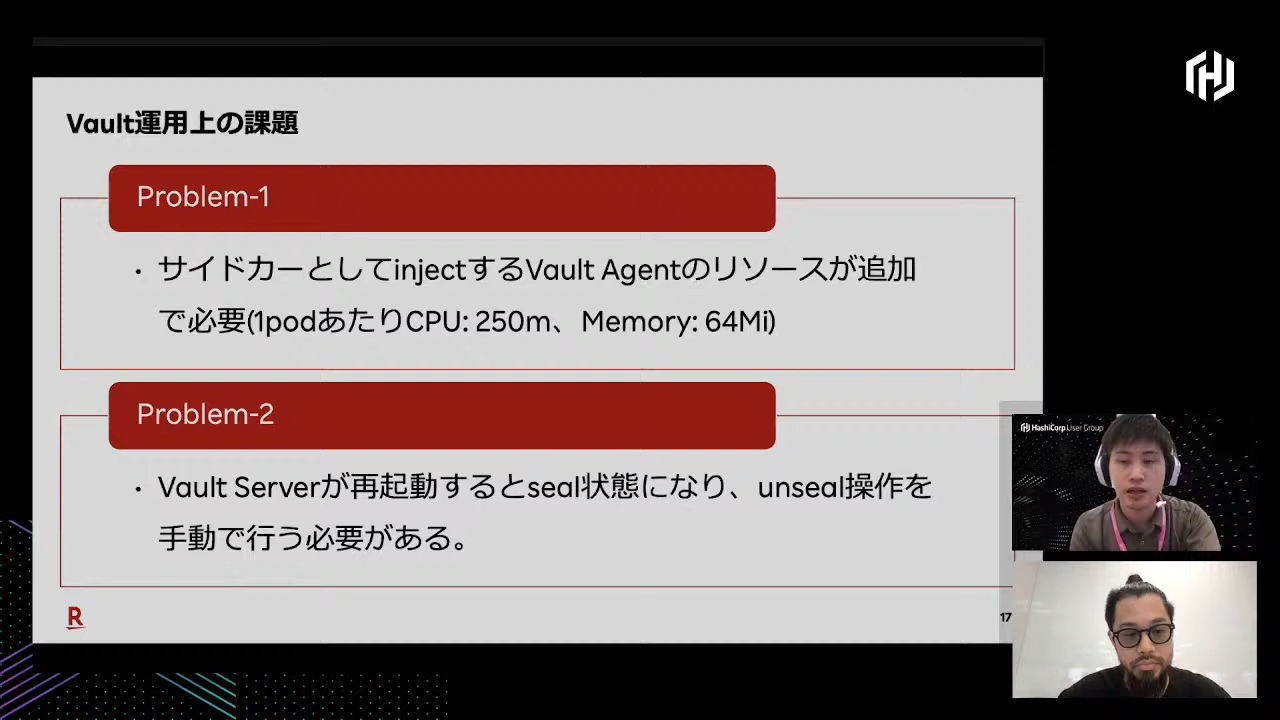 Vault運用上の課題
Problem-1
・サイドカーとしてinjectするVault Agentのリソースが追加
で必要(1podあたりCPU: 250m、Memory: 64Mi)
Problem-2
・Vault Serverが再起動するとseal状態になり、unseal操作を
手動で行う必要がある。
R
17
HashiCorp User Group